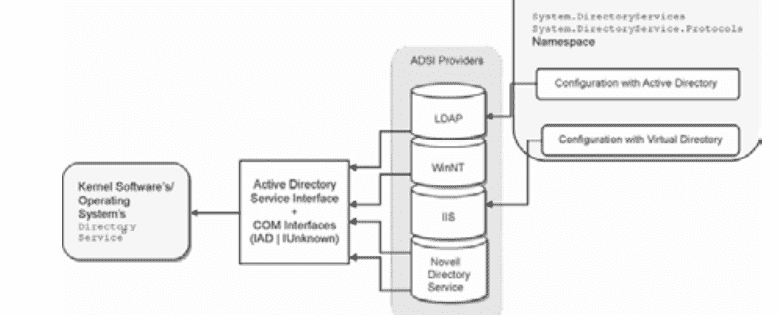 System.DirectoryServices
System.DirectoryService.Protocols
Namespace
ADSI Providers
Configuration with Active Directory
LDAP
Configuration with Virtual Directory
WinNT
Kernel Software's/
Operating
System's
Directory
Service
Active Directory
Service Interface
+
COM Interfaces
(IAD | IUnknown)
IIS
Novell
Directory
Service